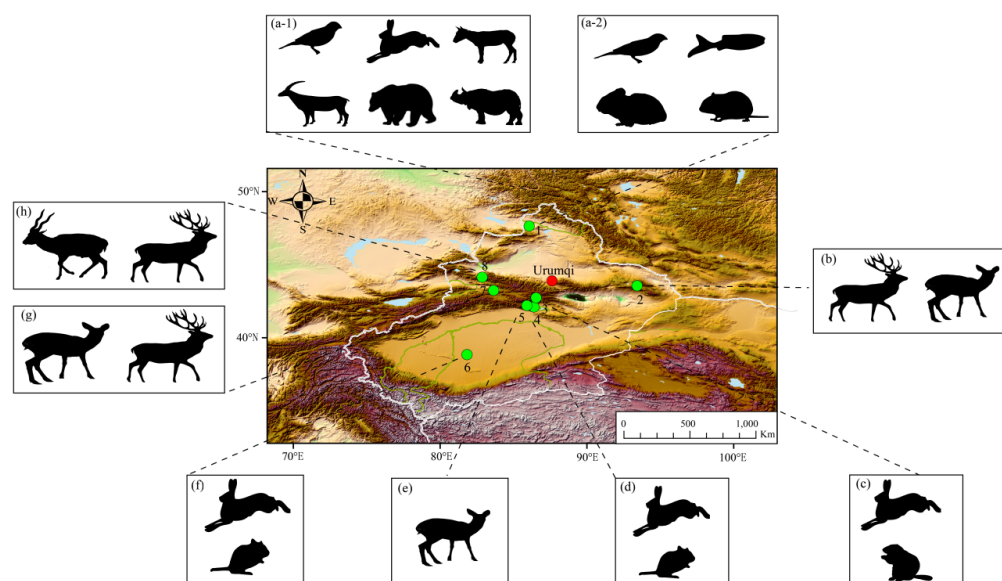 (a-1)
(a-2)
(h)
(g)
(b)
50°N
40°N
N
W E
S
1
8
Urumqi
2
3
5 4
6
0 500 1,000
Km
70°E 80°E 90°E 100°E
(f)
(e)
(d)
(c)